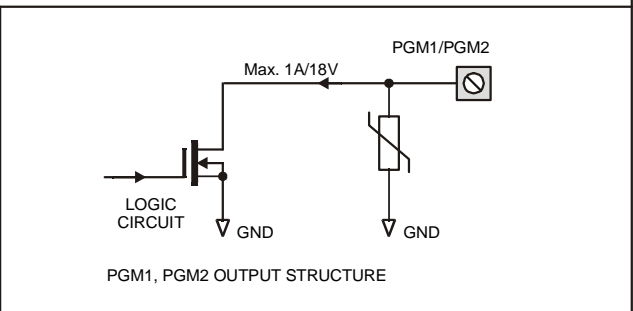 PGM1/PGM2
Max. 1A/18V
LOGIC
CIRCUIT
GND
GND
PGM1, PGM2 OUTPUT STRUCTURE